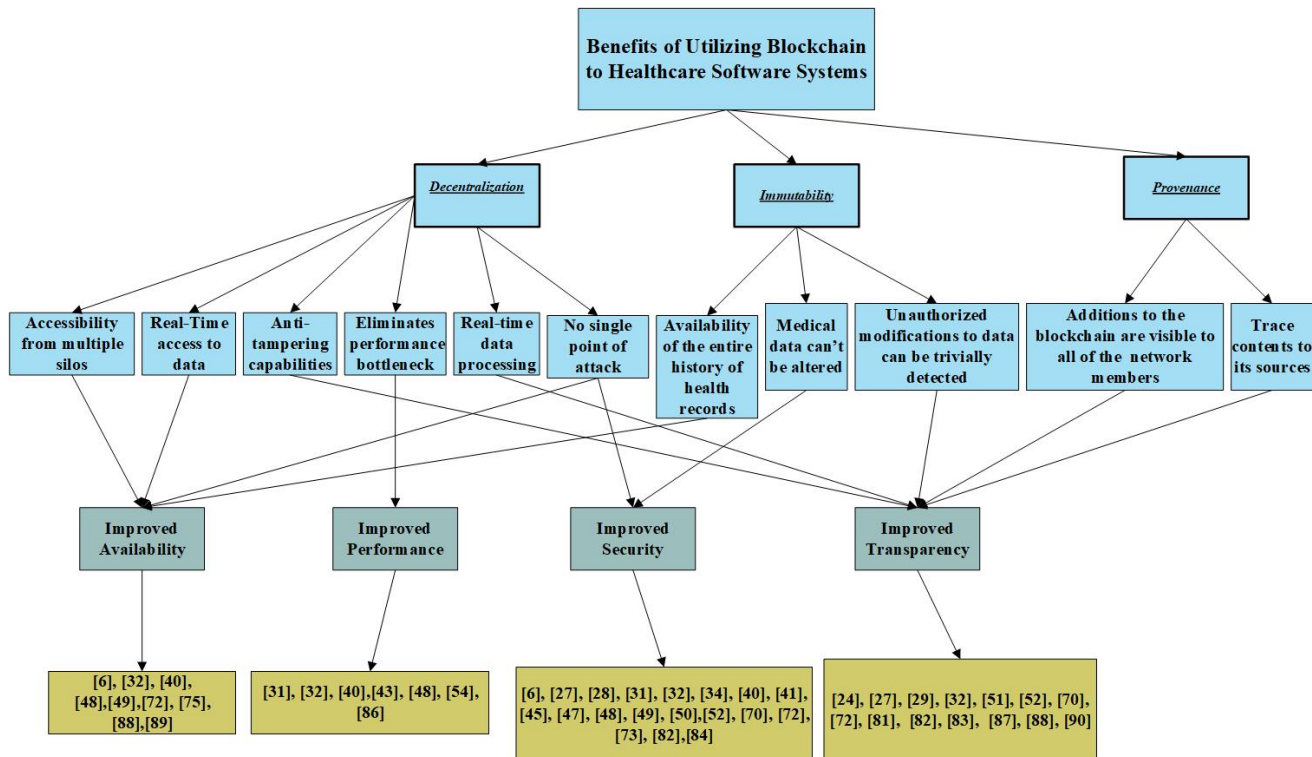 Benefits of Utilizing Blockchain
to Healthcare Software Systems
Decentralization
Immutability
Provenance
Accessibility
from multiple
silos
Real-Time
access to
data
Anti-
tampering
capabilities
Eliminates
performance
bottleneck
Real-time
data
processing
No single
point of
attack
Availability
of the entire
history of
health
records
Medical
data can't
be altered
Unauthorized
modifications to data
can be trivially
detected
Additions to the
blockchain are visible to
all of the network
members
Trace
contents to
its sources
Improved
Availability
Improved
Performance
Improved
Security
Improved
Transparency
[6], [32], [40],
[48],[49],[72], [75],
[88],[89]
[31], [32], [40],[43], [48], [54],
[86]
[6], [27], [28], [31], [32], [34], [40], [41],
[45], [47], [48], [49], [50],[52], [70], [72],
[73], [82],[84]
[24], [27], [29], [32], [51], [52], [70],
[72], [81], [82], [83], [87], [88], [90]